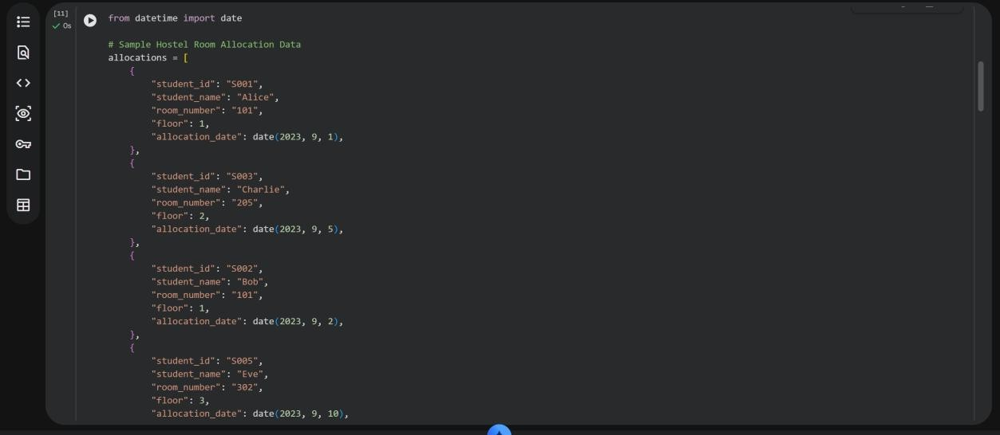 [11]
0s
from datetime import date
# Sample Hostel Room Allocation Data
allocations = [
    {
        "student_id": "S001",
        "student_name": "Alice",
        "room_number": "101",
        "floor": 1,
        "allocation_date": date(2023, 9, 1),
    },
    {
        "student_id": "S003",
        "student_name": "Charlie",
        "room_number": "205",
        "floor": 2,
        "allocation_date": date(2023, 9, 5),
    },
    {
        "student_id": "S002",
        "student_name": "Bob",
        "room_number": "101",
        "floor": 1,
        "allocation_date": date(2023, 9, 2),
    },
    {
        "student_id": "S005",
        "student_name": "Eve",
        "room_number": "302",
        "floor": 3,
        "allocation_date": date(2023, 9, 10),